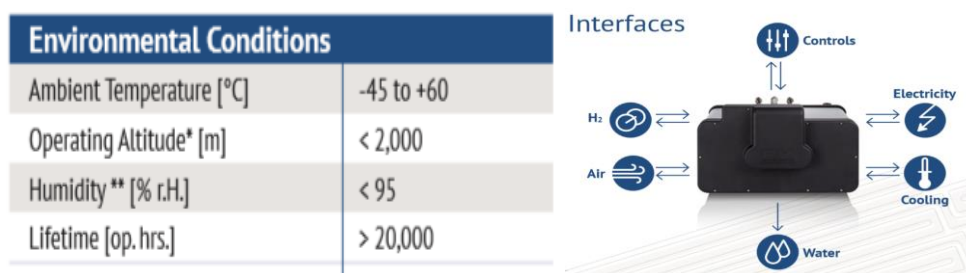 Environmental Conditions
Ambient Temperature [°C] -45 to +60
Operating Altitude* [m] < 2,000
Humidity ** [% r.H.] < 95
Lifetime [op. hrs.] > 20,000
Interfaces
Controls
Electricity
H₂
Air
Cooling
Water